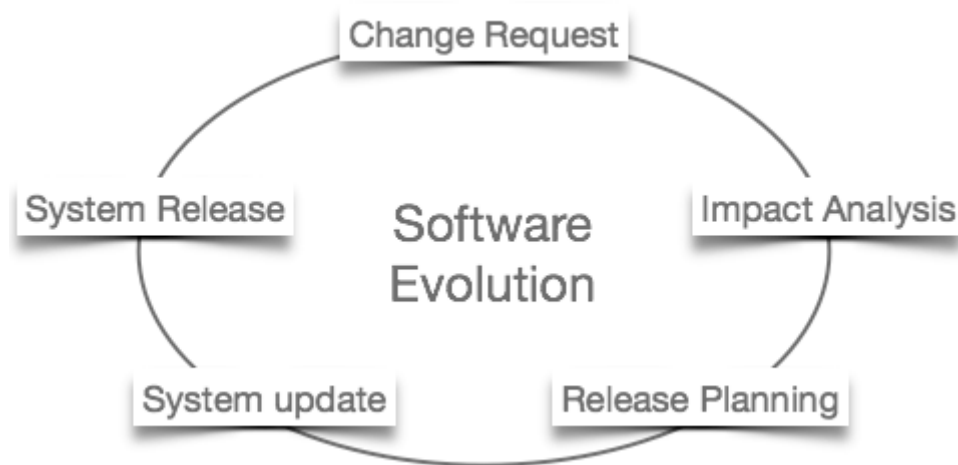 Change Request
System Release
Software
Evolution
Impact Analysis
System update
Release Planning